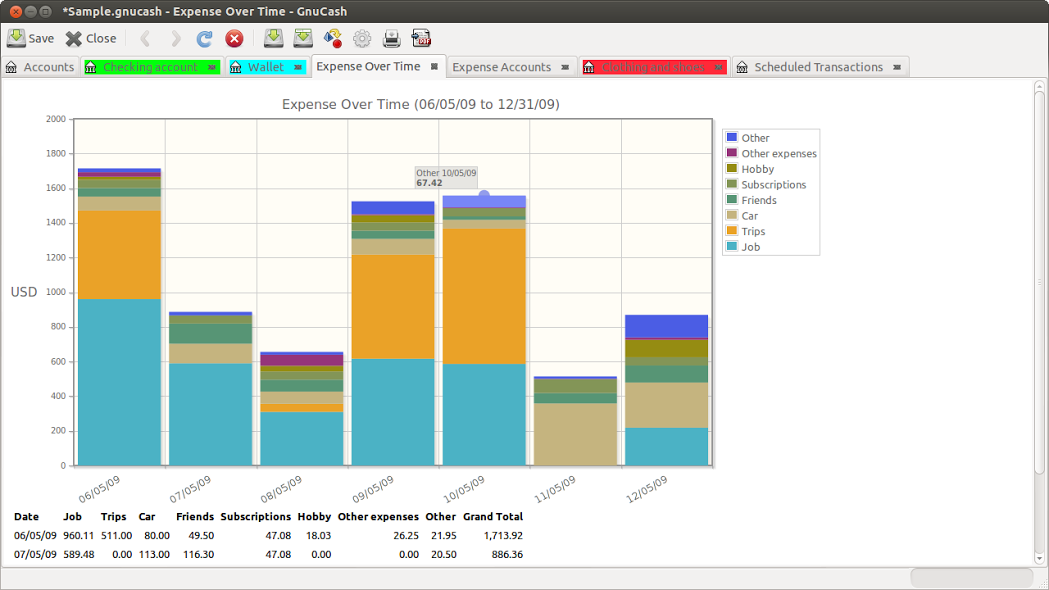 *Sample.gnucash - Expense Over Time - GnuCash
Save Close
Accounts Checking account Wallet Expense Over Time Expense Accounts Clothing and shoes Scheduled Transactions
Expense Over Time (06/05/09 to 12/31/09)
2000
1800
1600
1400
1200
1000
800
600
400
200
0
USD
Other 10/05/09
67.42
Other
Other expenses
Hobby
Subscriptions
Friends
Car
Trips
Job
06/05/09 07/05/09 08/05/09 09/05/09 10/05/09 11/05/09 12/05/09
Date Job Trips Car Friends Subscriptions Hobby Other expenses Other Grand Total
06/05/09 960.11 511.00 80.00 49.50 47.08 18.03 26.25 21.95 1,713.92
07/05/09 589.48 0.00 113.00 116.30 47.08 0.00 0.00 20.50 886.36